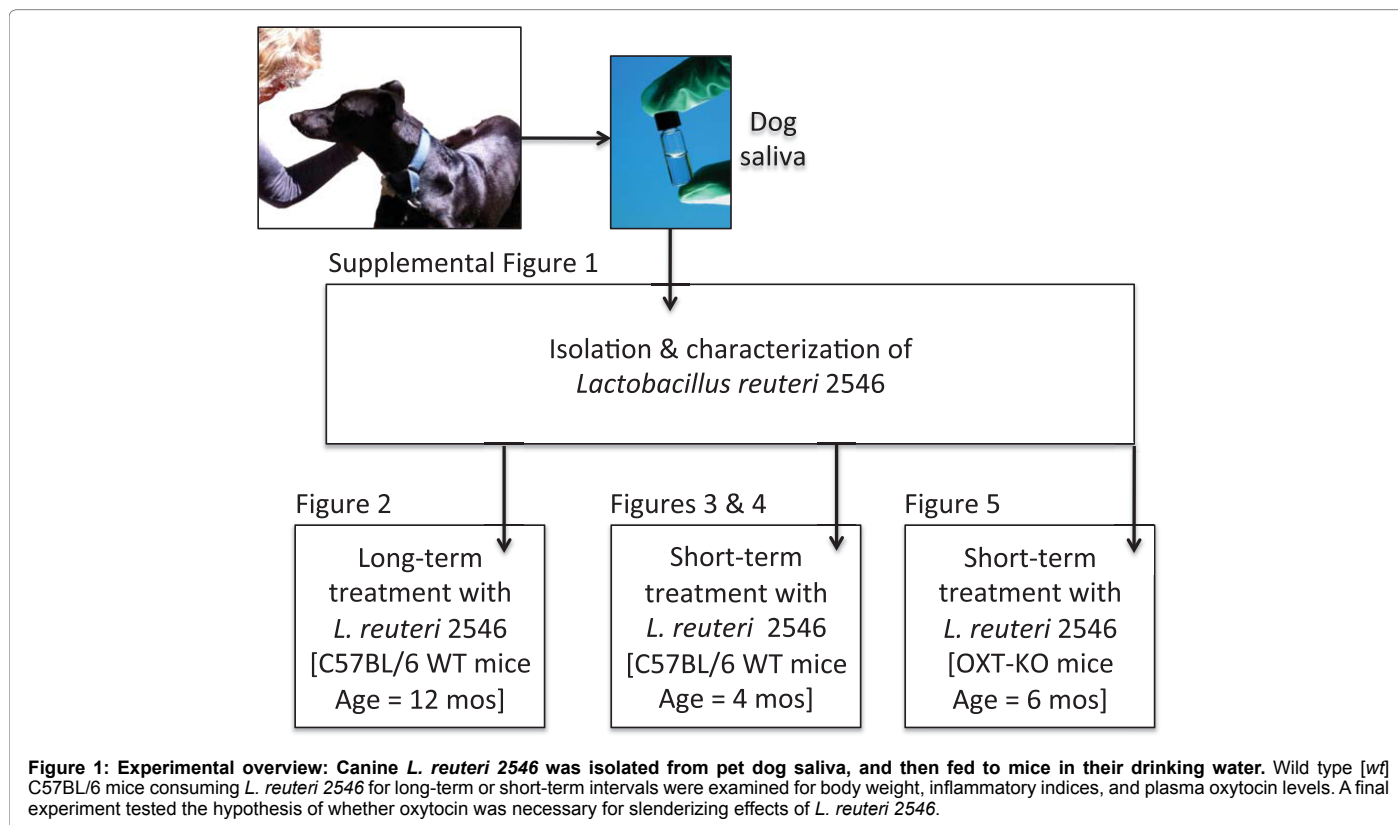 Dog
saliva
Supplemental Figure 1
Isolation & characterization of
Lactobacillus reuteri 2546
Figure 2
Long-term
treatment with
L. reuteri 2546
[C57BL/6 WT mice
Age = 12 mos]
Figures 3 & 4
Short-term
treatment with
L. reuteri 2546
[C57BL/6 WT mice
Age = 4 mos]
Figure 5
Short-term
treatment with
L. reuteri 2546
[OXT-KO mice
Age = 6 mos]
Figure 1: Experimental overview: Canine L. reuteri 2546 was isolated from pet dog saliva, and then fed to mice in their drinking water. Wild type [wt]
C57BL/6 mice consuming L. reuteri 2546 for long-term or short-term intervals were examined for body weight, inflammatory indices, and plasma oxytocin levels. A final
experiment tested the hypothesis of whether oxytocin was necessary for slenderizing effects of L. reuteri 2546.